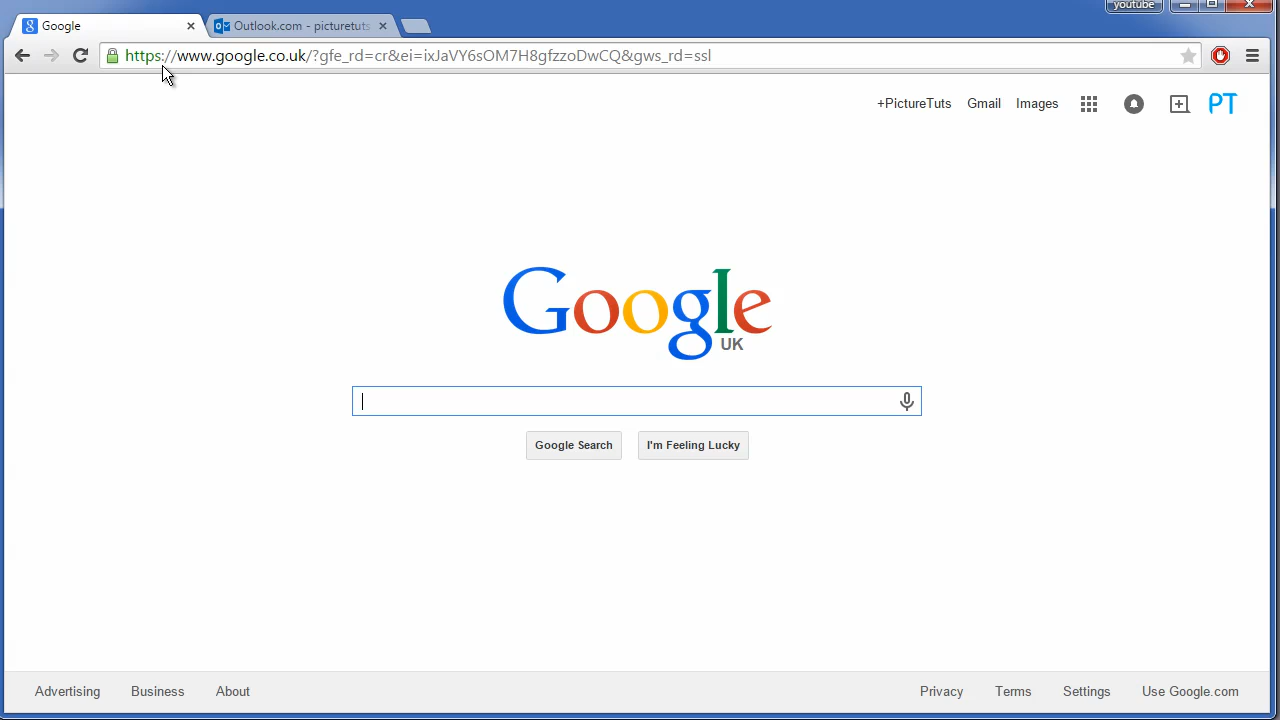 youtube
Google
Outlook.com - picturetuts
https://www.google.co.uk/?gfe_rd=cr&ei=ixJaVY6sOM7H8gfzzoDwCQ&gws_rd=ssl
+PictureTuts Gmail Images PT
Google
UK
Google Search I'm Feeling Lucky
Advertising Business About Privacy Terms Settings Use Google.com